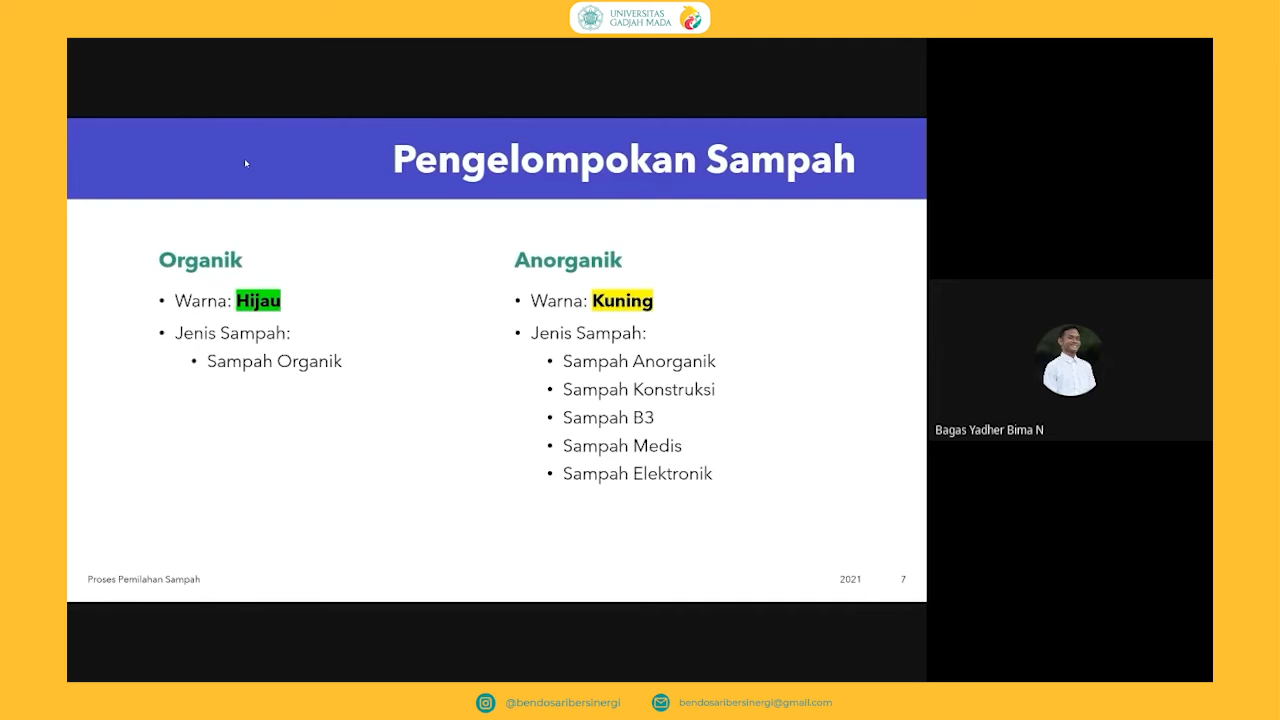 UNIVERSITAS
GADJAH MADA
Pengelompokan Sampah
Organik
• Warna: Hijau
• Jenis Sampah:
• Sampah Organik
Anorganik
• Warna: Kuning
• Jenis Sampah:
• Sampah Anorganik
• Sampah Konstruksi
• Sampah B3
• Sampah Medis
• Sampah Elektronik
Bagas Yadher Bima N
Proses Pemilahan Sampah
2021
7
@bendosaribersinergi
bendosaribersinergi@gmail.com